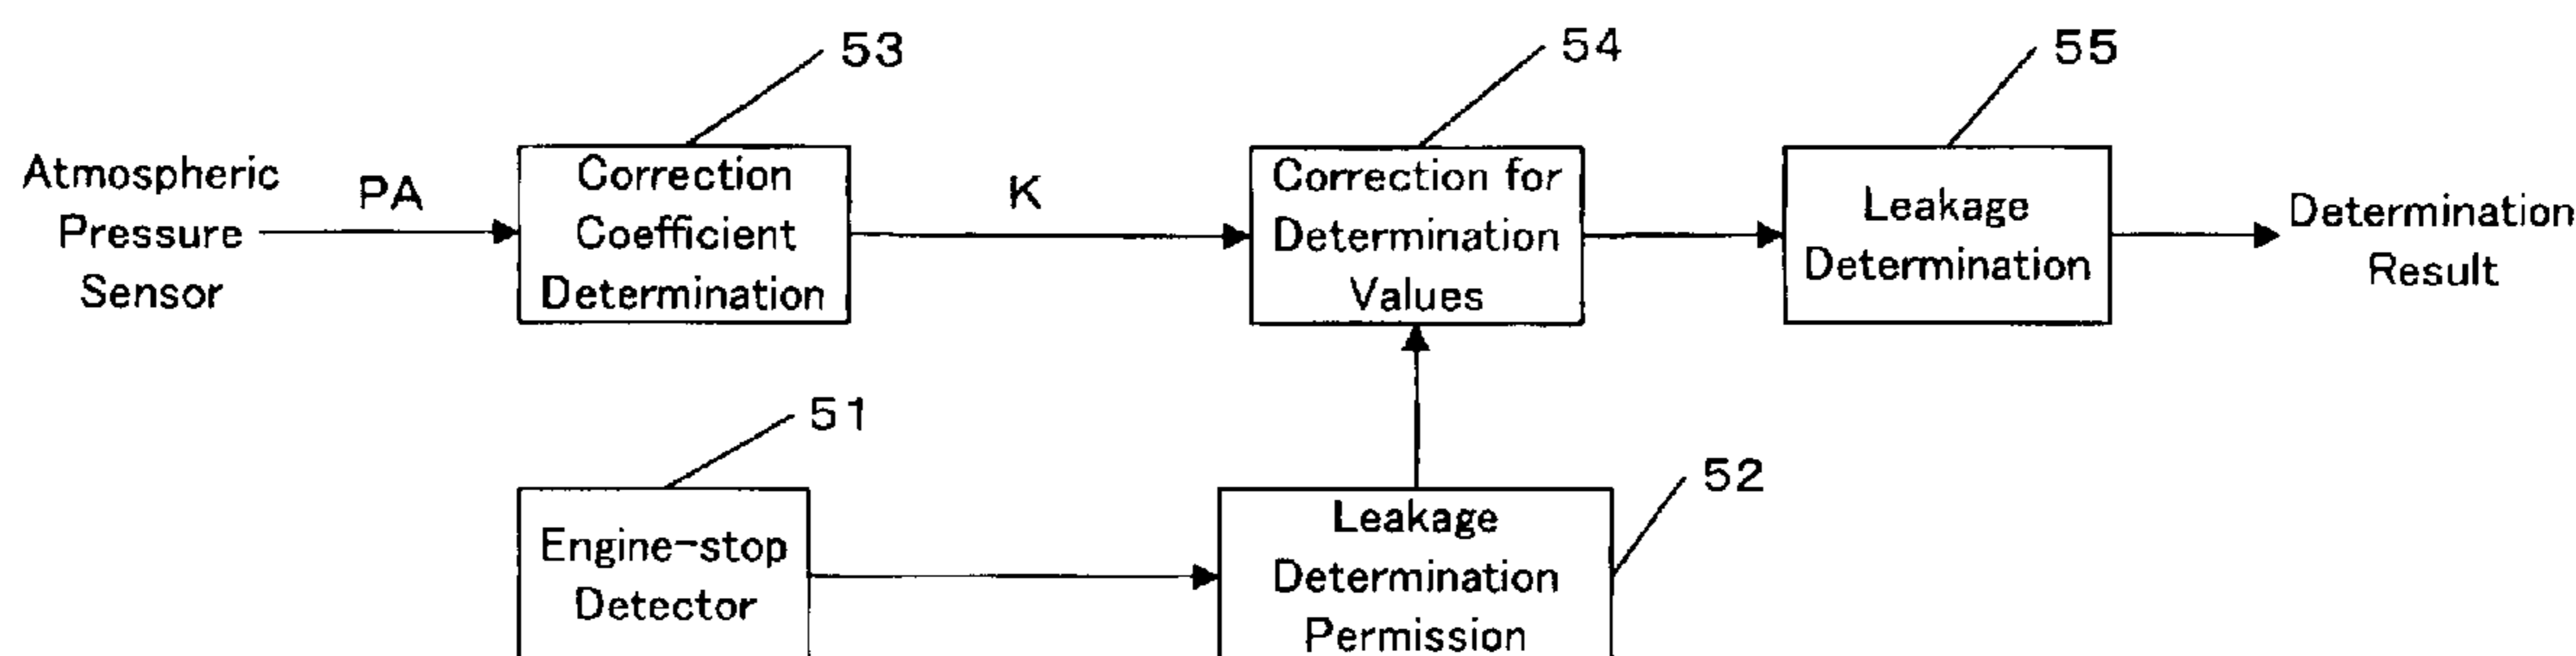 53
54
55
Atmospheric
Pressure
Sensor
PA
Correction
Coefficient
Determination
K
Correction for
Determination
Values
Leakage
Determination
Determination
Result
51
52
Engine-stop
Detector
Leakage
Determination
Permission